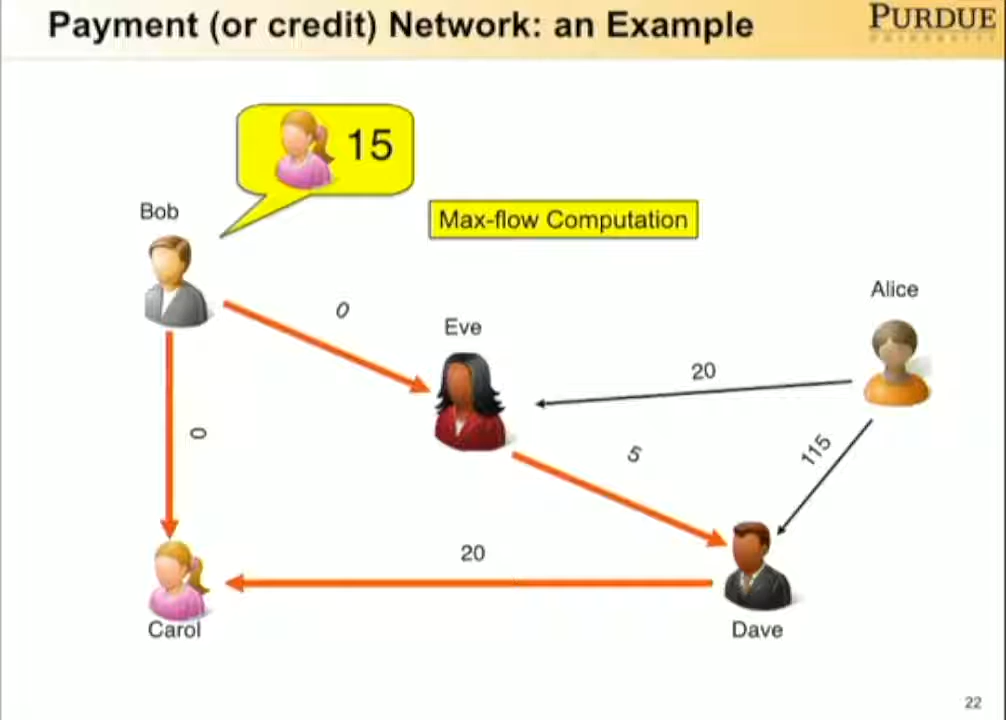 Payment (or credit) Network: an Example
PURDUE
UNIVERSITY
15
Bob
Max-flow Computation
Alice
0
Eve
20
0
5
115
20
Carol
Dave
22